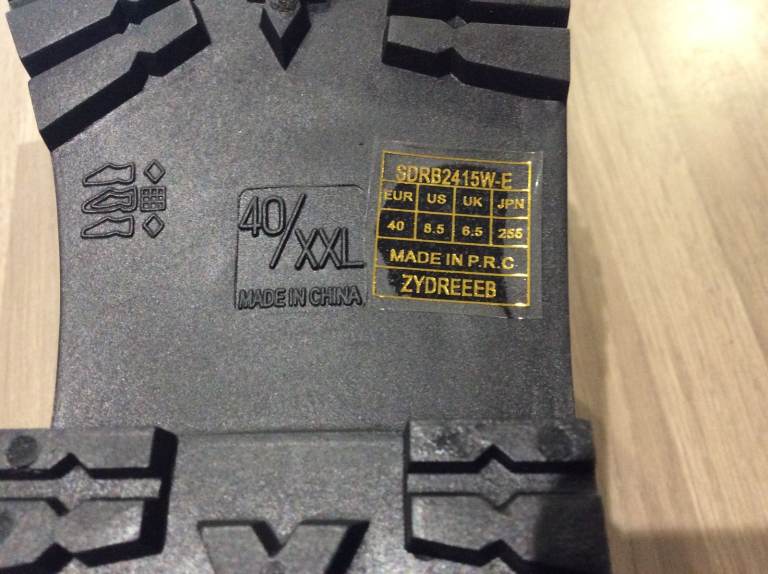 40/XXL
MADE IN CHINA
SDRB2415W-E
EUR US UK JPN
40 8.5 6.5 255
MADE IN P.R.C
ZYDREEEB